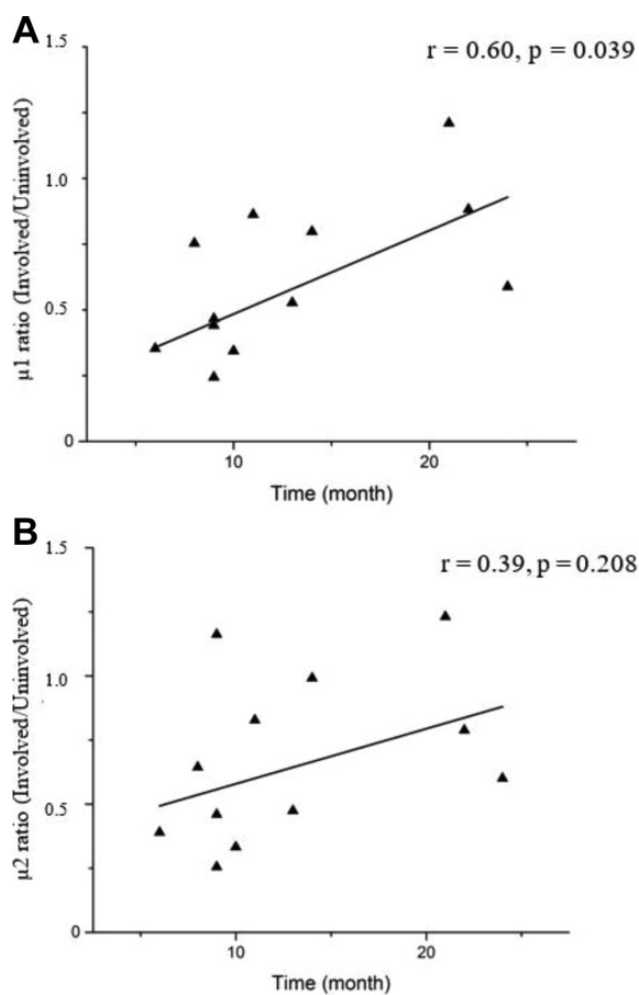 A
r = 0.60, p = 0.039
1.5
1.0
0.5
0
µ1 ratio (Involved/Uninvolved)
10
20
Time (month)
B
r = 0.39, p = 0.208
1.5
1.0
0.5
0
µ2 ratio (Involved/Uninvolved)
10
20
Time (month)